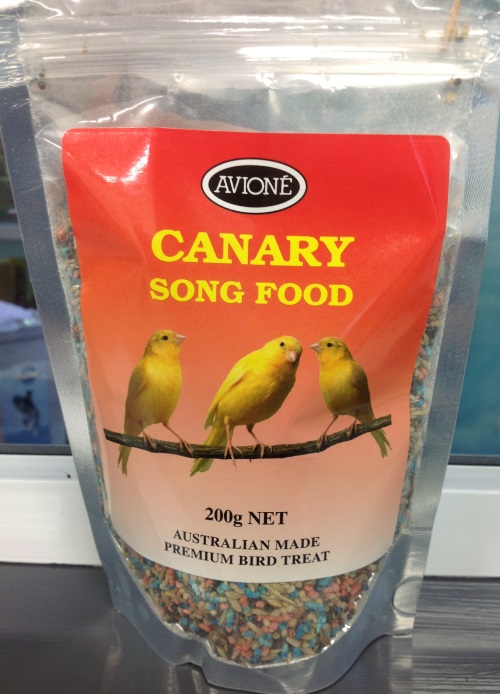 AVIONÉ
CANARY
SONG FOOD
200g NET
AUSTRALIAN MADE
PREMIUM BIRD TREAT